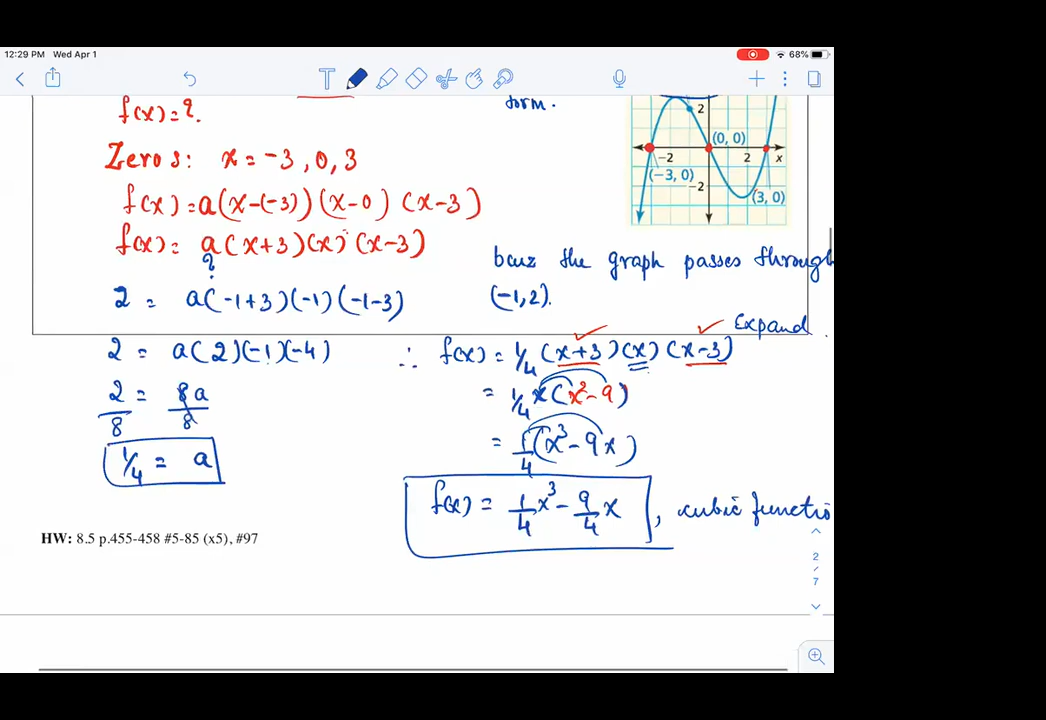 12:29 PM Wed Apr 1
68%
T
f(x)=?.
form.
2
(0, 0)
Zeros: x = -3, 0, 3
-2
2
x
(-3, 0)
-2
(3, 0)
f(x) = a(x-(-3)) (x-0) (x-3)
f(x) = a(x+3)(x)(x-3)
?
bcuz the graph passes through
(-1,2).
2 = a(-1+3)(-1)(-1-3)
Expand
2 = a(2)(-1)(-4)
∴ f(x) = 1/4 (x+3)(x)(x-3)
2/8 = 8a/8
= 1/4 x(x²-9)
= 1/4(x³-9x)
1/4 = a
f(x) = 1/4 x³ - 9/4 x, cubic functio
HW: 8.5 p.455-458 #5-85 (x5), #97
2
/
7